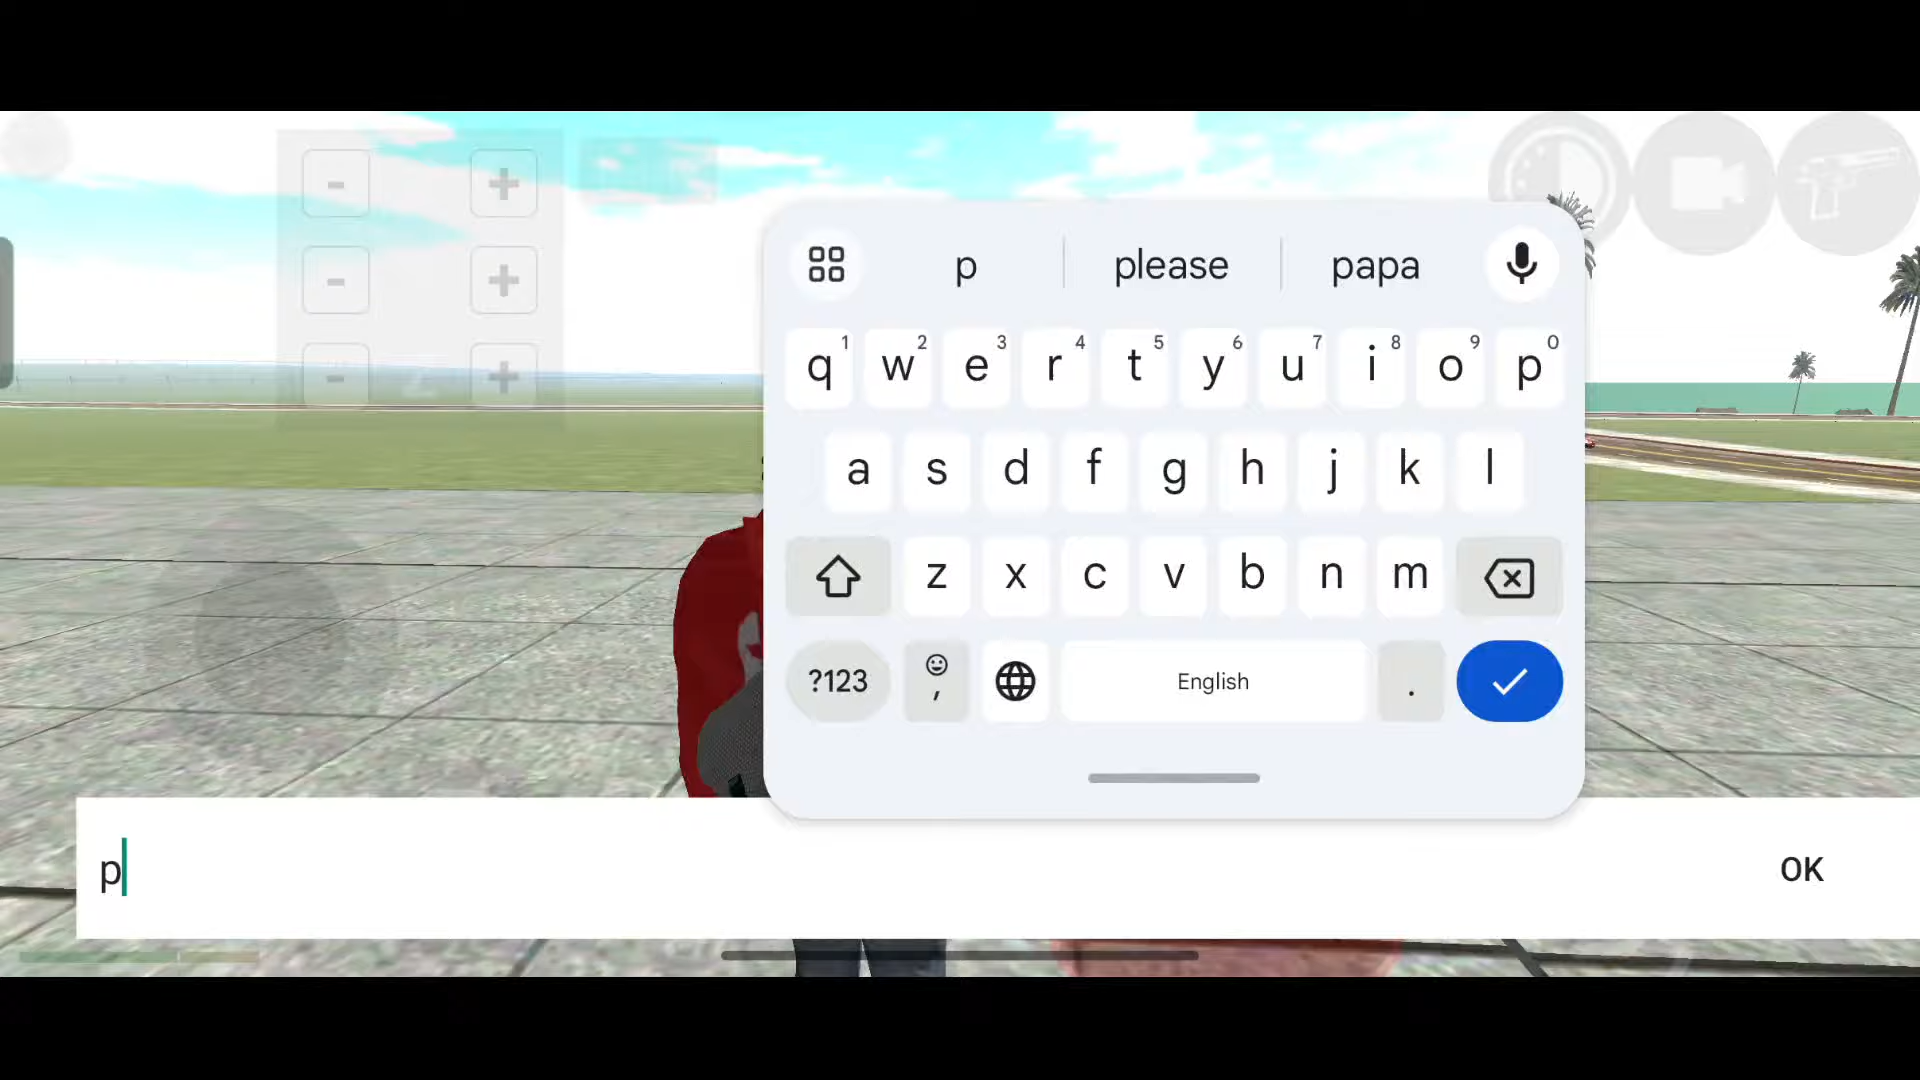 - +
- +
- +
p please papa
q1 w2 e3 r4 t5 y6 u7 i8 o9 p0
a s d f g h j k l
z x c v b n m
?123 , English .
p OK